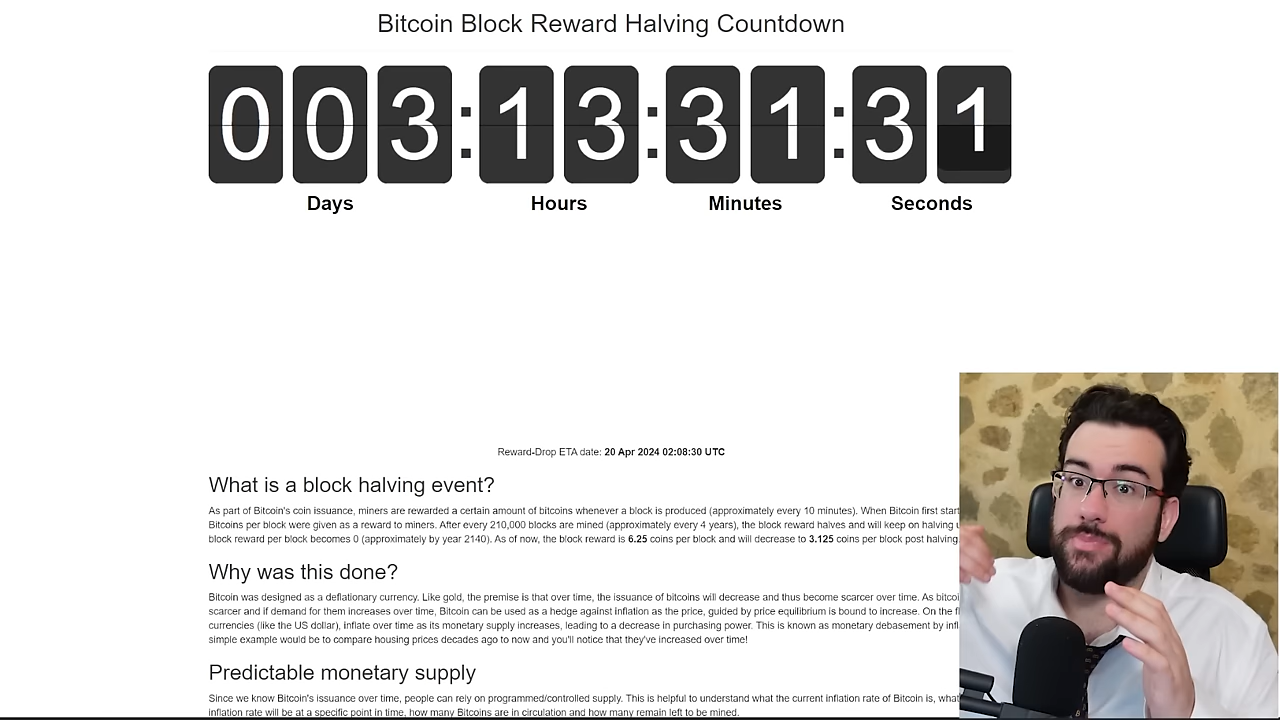 Bitcoin Block Reward Halving Countdown
003:13:31:31
Days Hours Minutes Seconds
Reward-Drop ETA date: 20 Apr 2024 02:08:30 UTC
What is a block halving event?
As part of Bitcoin's coin issuance, miners are rewarded a certain amount of bitcoins whenever a block is produced (approximately every 10 minutes). When Bitcoin first
Bitcoins per block were given as a reward to miners. After every 210,000 blocks are mined (approximately every 4 years), the block reward halves and will keep on halving
block reward per block becomes 0 (approximately by year 2140). As of now, the block reward is 6.25 coins per block and will decrease to 3.125 coins per block post halving.
Why was this done?
Bitcoin was designed as a deflationary currency. Like gold, the premise is that over time, the issuance of bitcoins will decrease and thus become scarcer over time. As
scarcer and if demand for them increases over time, Bitcoin can be used as a hedge against inflation as the price, guided by price equilibrium is bound to increase. On the
currencies (like the US dollar), inflate over time as its monetary supply increases, leading to a decrease in purchasing power. This is known as monetary debasement by
simple example would be to compare housing prices decades ago to now and you'll notice that they've increased over time!
Predictable monetary supply
Since we know Bitcoin's issuance over time, people can rely on programmed/controlled supply. This is helpful to understand what the current inflation rate of Bitcoin is, what
inflation rate will be at a specific point in time, how many Bitcoins are in circulation and how many remain left to be mined.